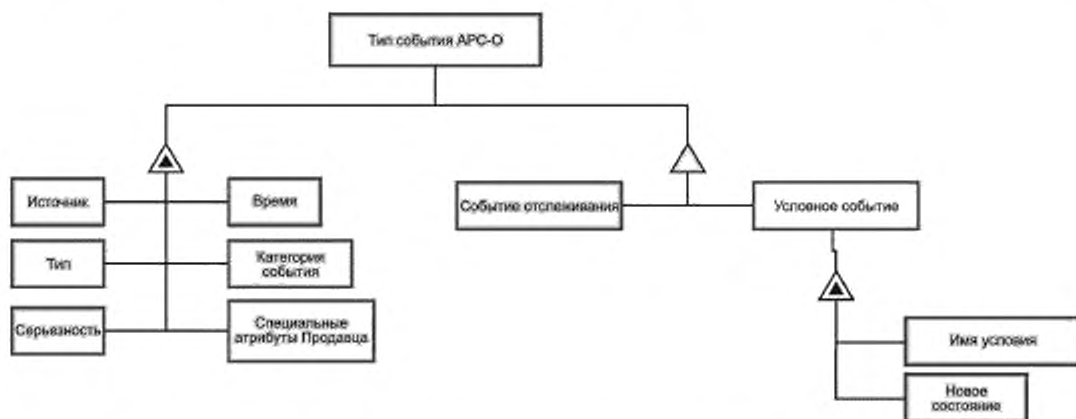 Тип события АРС-О
Источник
Время
Событие отслеживания
Условное событие
Тип
Категория
события
Серьезность
Специальные
атрибуты Продавца
Имя условия
Новое
состояние